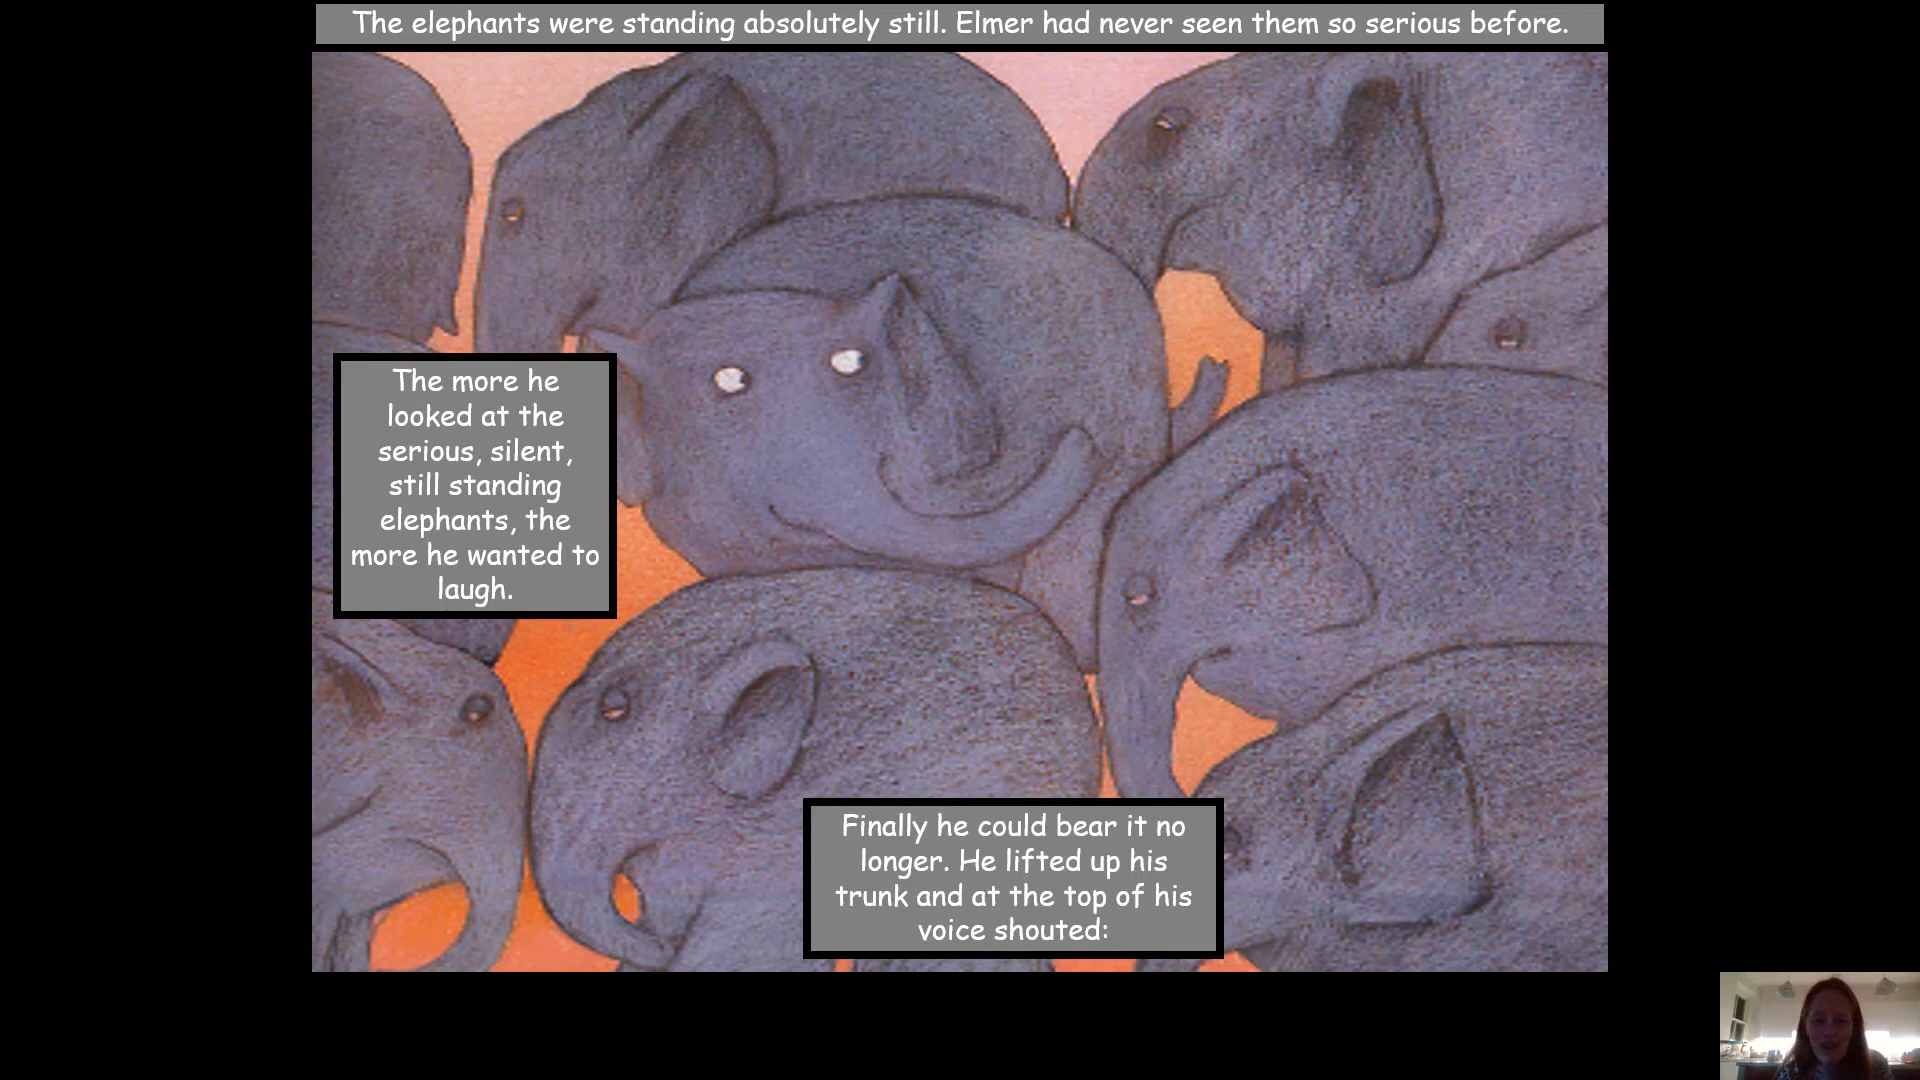 The elephants were standing absolutely still. Elmer had never seen them so serious before.
The more he
looked at the
serious, silent,
still standing
elephants, the
more he wanted to
laugh.
Finally he could bear it no
longer. He lifted up his
trunk and at the top of his
voice shouted: